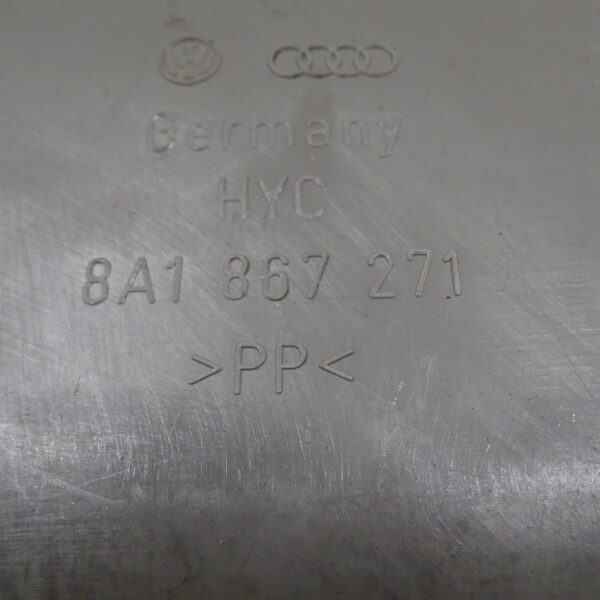 Germany
HYC
8A1 867 271
>PP<